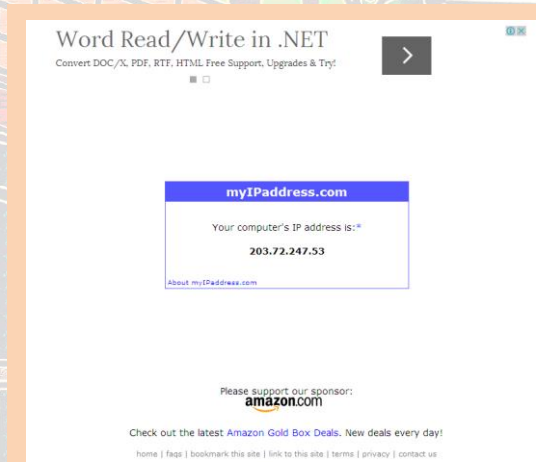 Word Read/Write in .NET
Convert DOC/X, PDF, RTF, HTML Free Support, Upgrades & Try!
myIPaddress.com
Your computer's IP address is:*
203.72.247.53
About myIPaddress.com
Please support our sponsor:
amazon.com
Check out the latest Amazon Gold Box Deals. New deals every day!
home | faqs | bookmark this site | link to this site | terms | privacy | contact us